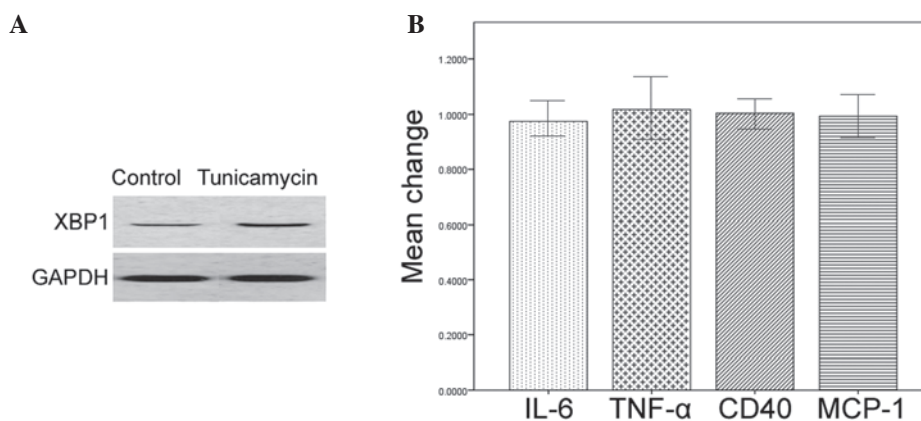 A
Control Tunicamycin
XBP1
GAPDH
B
Mean change
1.2000
1.0000
0.8000
0.6000
0.4000
0.2000
0.0000
IL-6 TNF-α CD40 MCP-1